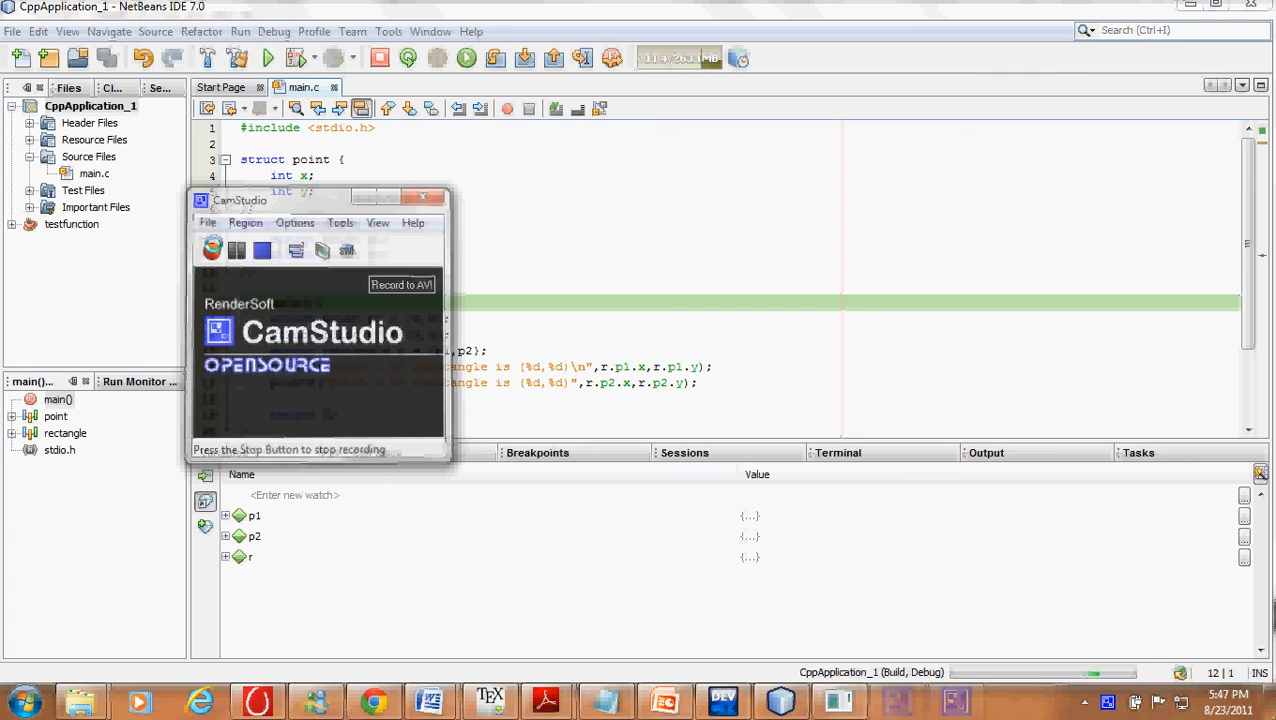 CppApplication_1 - NetBeans IDE 7.0
File Edit View Navigate Source Refactor Run Debug Profile Team Tools Window Help
Search (Ctrl+I)
Files Cl... Se...
Start Page main.c
CppApplication_1
Header Files
Resource Files
Source Files
main.c
Test Files
Important Files
testfunction
1 #include <stdio.h>
2
3 struct point {
4 int x;
int y;
CamStudio
File Region Options Tools View Help
Record to AVI
RenderSoft
CamStudio
OPENSOURCE
,p2};
rectangle is (%d,%d)\n",r.p1.x,r.p1.y);
is (%d,%d)",r.p2.x,r.p2.y);
Press the Stop Button to stop recording
main()... Run Monitor ...
main()
point
rectangle
stdio.h
Breakpoints Sessions Terminal Output Tasks
Name Value
<Enter new watch>
p1 {...}
p2 {...}
r {...}
CppApplication_1 (Build, Debug)
12 | 1 INS
5:47 PM
8/23/2011